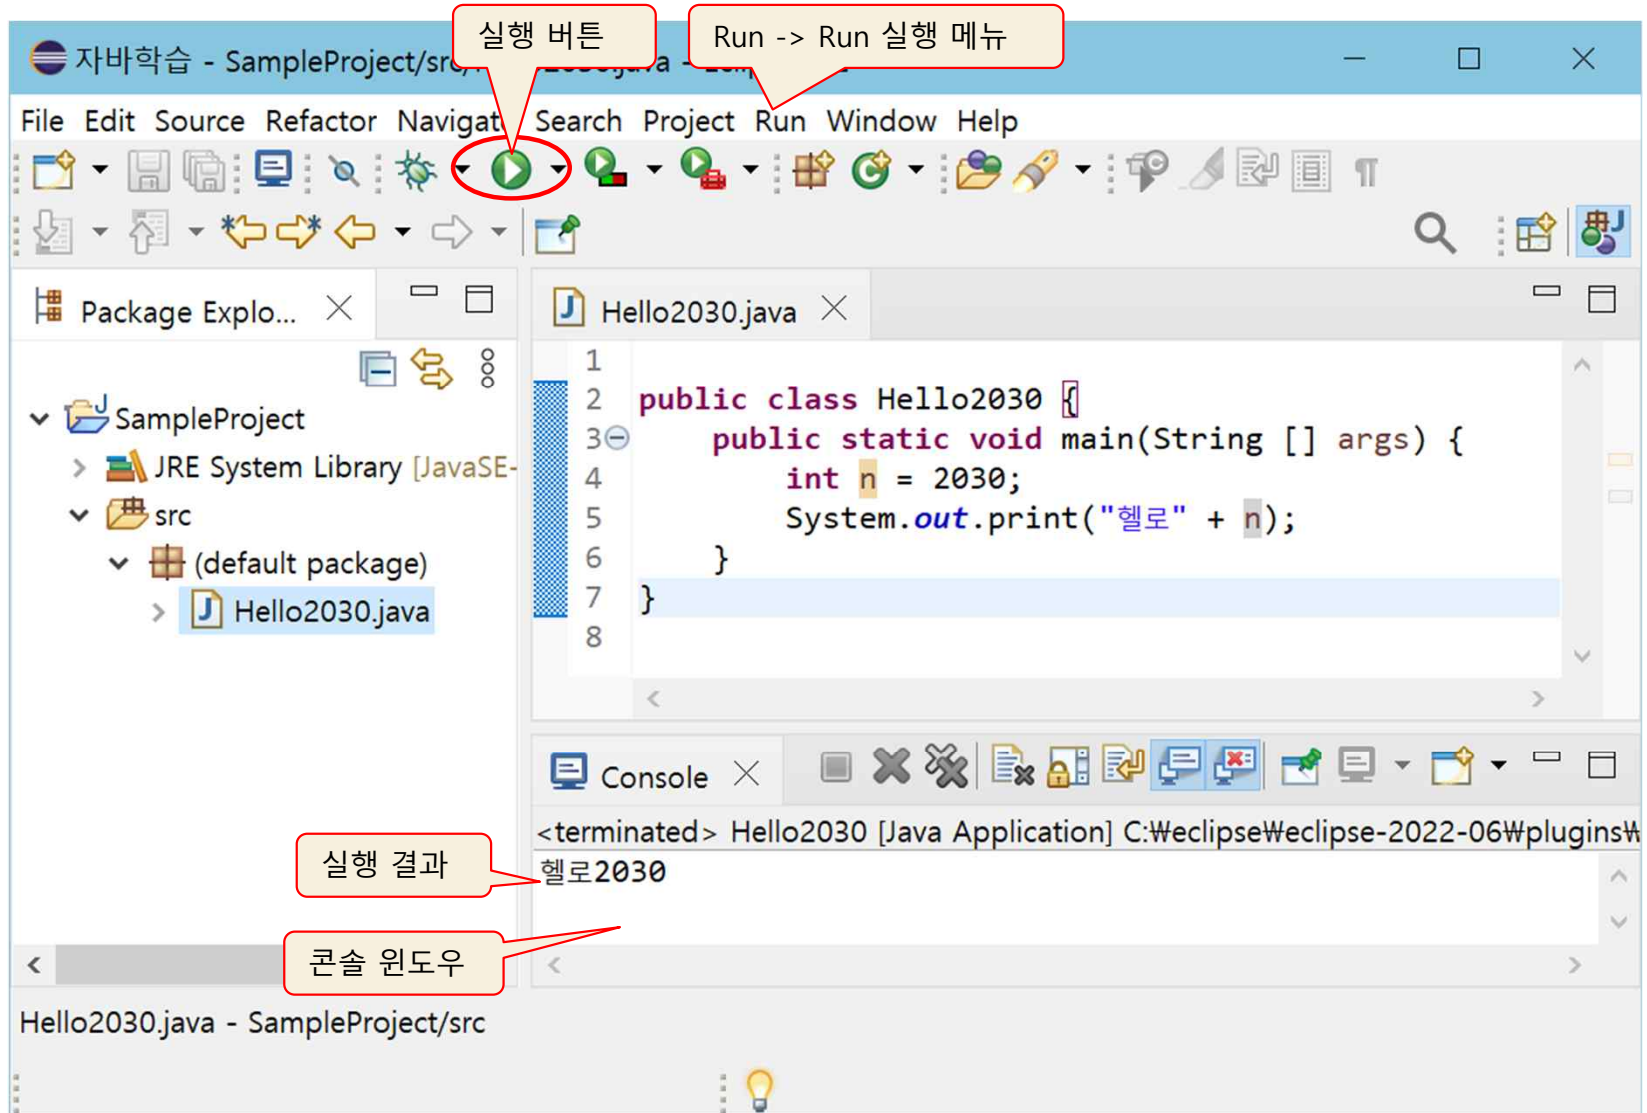 실행 버튼
Run -> Run 실행 메뉴
자바학습 - SampleProject/src/
File Edit Source Refactor Navigat Search Project Run Window Help
Package Explo...
Hello2030.java
SampleProject
JRE System Library [JavaSE-
src
(default package)
Hello2030.java
1
2 public class Hello2030 {
3 public static void main(String [] args) {
4 int n = 2030;
5 System.out.print("헬로" + n);
6 }
7 }
8
Console
<terminated> Hello2030 [Java Application] C:₩eclipse₩eclipse-2022-06₩plugins₩
실행 결과
헬로2030
콘솔 윈도우
Hello2030.java - SampleProject/src